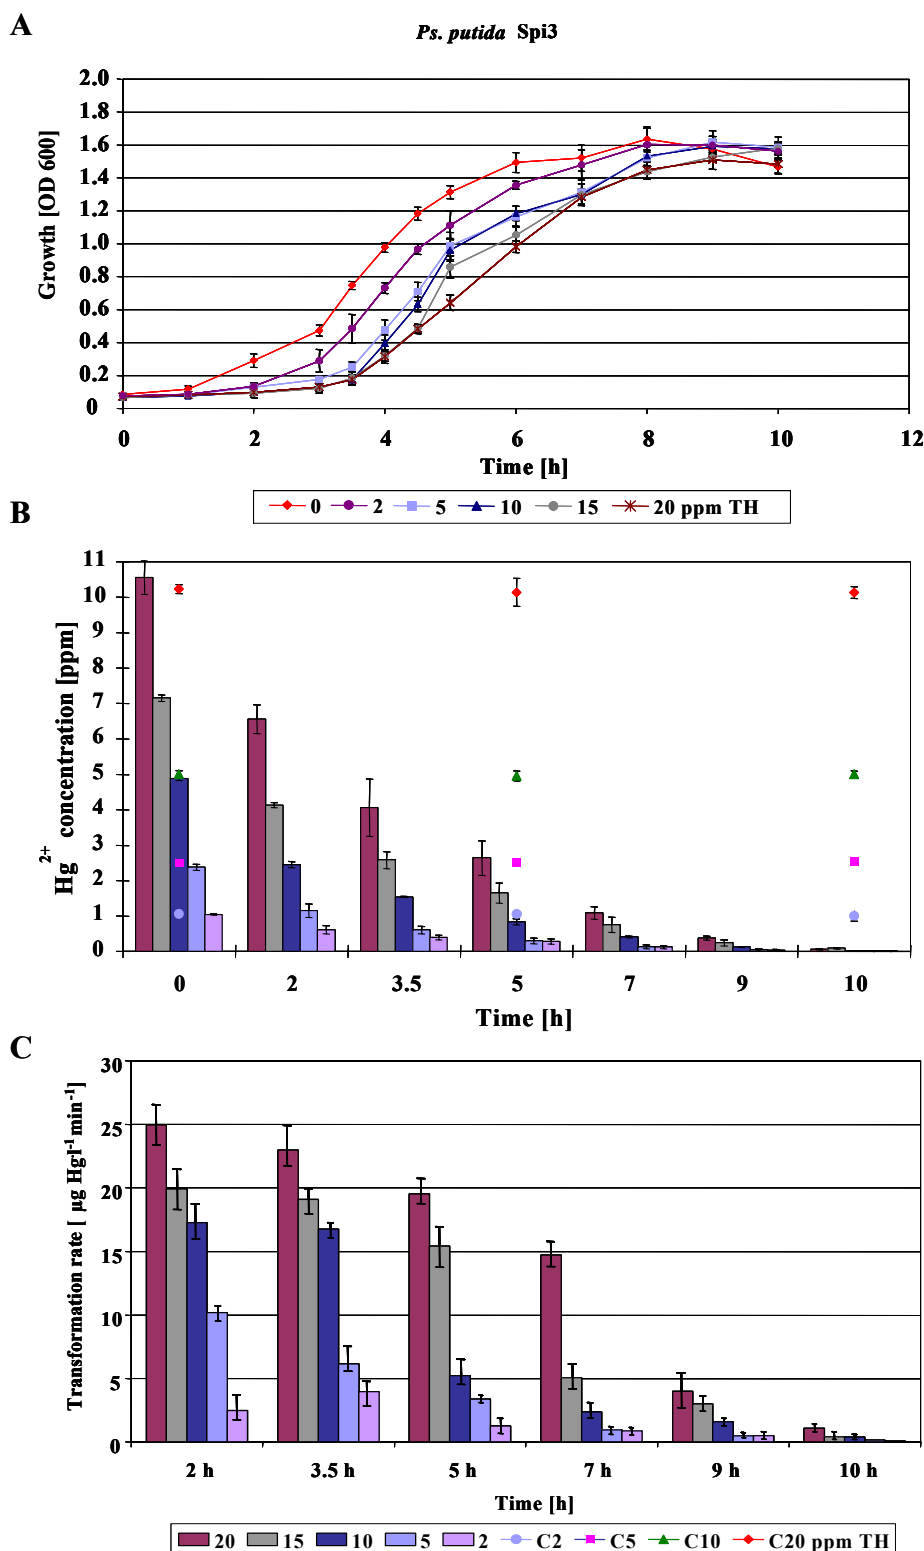 A
Ps. putida Spi3
Growth [OD 600]
2.0
1.8
1.6
1.4
1.2
1.0
0.8
0.6
0.4
0.2
0
0 2 4 6 8 10 12
Time [h]
0 2 5 10 15 20 ppm TH
B
Hg2+ concentration [ppm]
11
10
9
8
7
6
5
4
3
2
1
0
0 2 3.5 5 7 9 10
Time [h]
C
Transformation rate [ µg Hg·l-1 min-1]
30
25
20
15
10
5
0
2 h 3.5 h 5 h 7 h 9 h 10 h
Time [h]
20 15 10 5 2 C2 C5 C10 C20 ppm TH